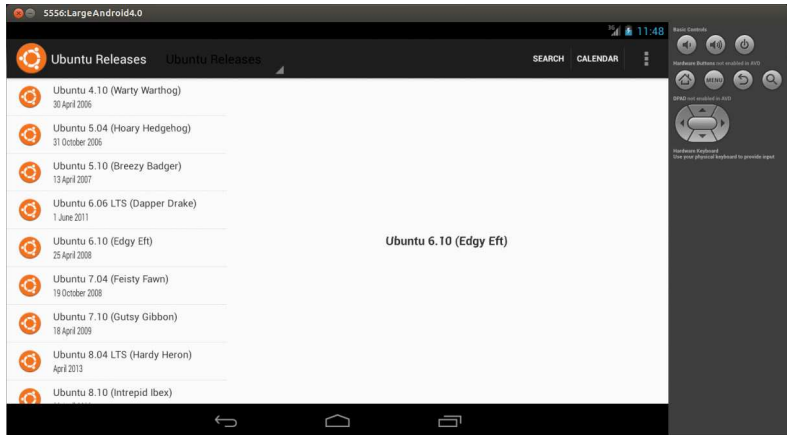 5556:LargeAndroid4.0
3G 11:48
Ubuntu Releases Ubuntu Releases SEARCH CALENDAR
Ubuntu 4.10 (Warty Warthog)
30 April 2006
Ubuntu 5.04 (Hoary Hedgehog)
31 October 2006
Ubuntu 5.10 (Breezy Badger)
13 April 2007
Ubuntu 6.06 LTS (Dapper Drake)
1 June 2011
Ubuntu 6.10 (Edgy Eft)
25 April 2008
Ubuntu 7.04 (Feisty Fawn)
19 October 2008
Ubuntu 7.10 (Gutsy Gibbon)
18 April 2009
Ubuntu 8.04 LTS (Hardy Heron)
April 2013
Ubuntu 8.10 (Intrepid Ibex)
Ubuntu 6.10 (Edgy Eft)
Basic Controls
Hardware Buttons not enabled in AVD
MENU
DPAD not enabled in AVD
Hardware Keyboard
Use your physical keyboard to provide input